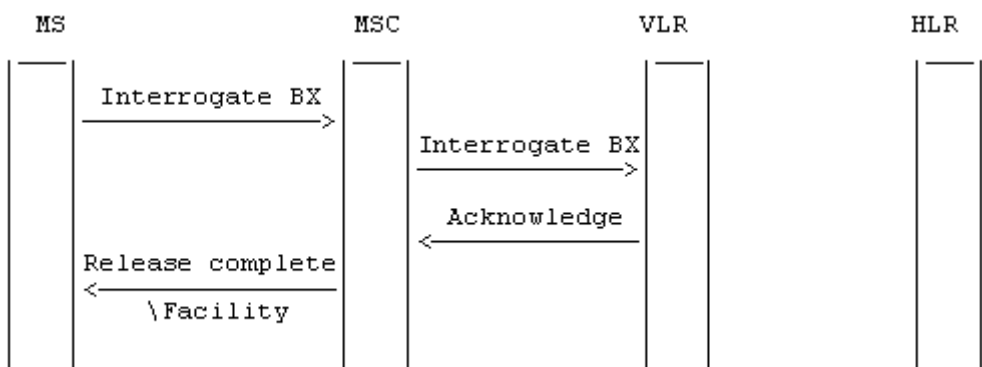 MS MSC VLR HLR
Interrogate BX
Interrogate BX
Acknowledge
Release complete
\Facility